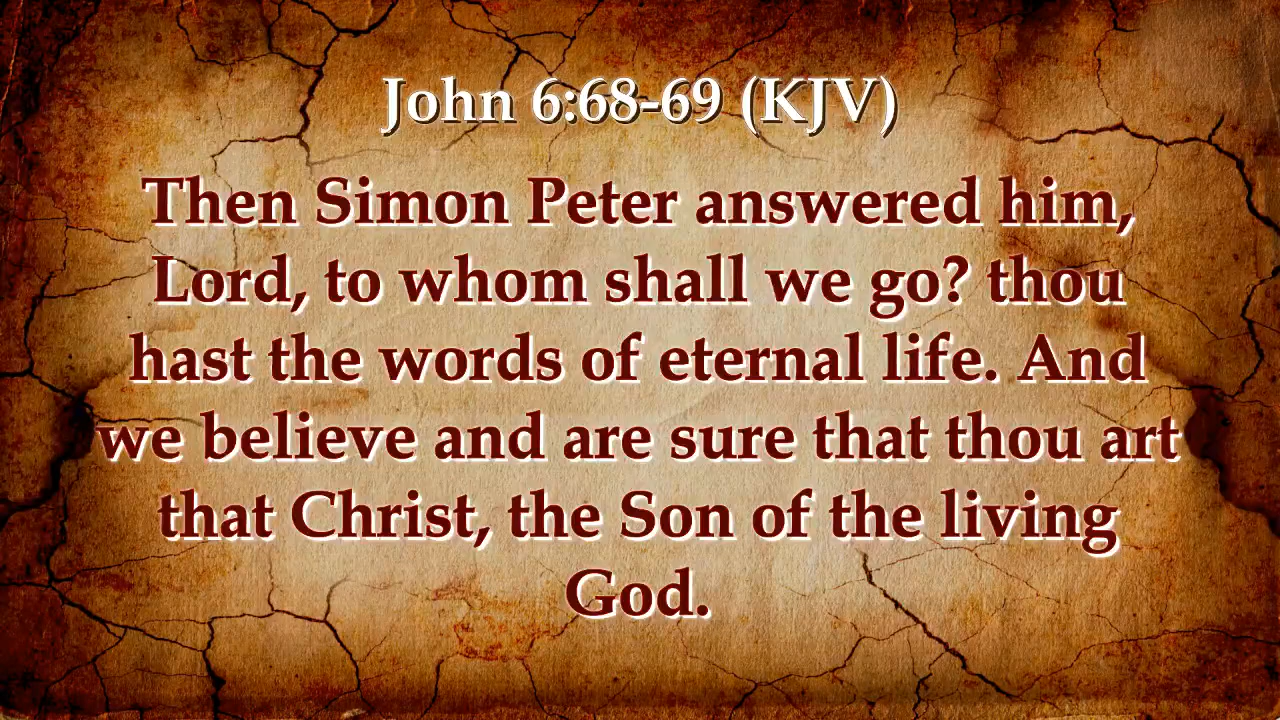 John 6:68-69 (KJV)
Then Simon Peter answered him,
Lord, to whom shall we go? thou
hast the words of eternal life. And
we believe and are sure that thou art
that Christ, the Son of the living
God.